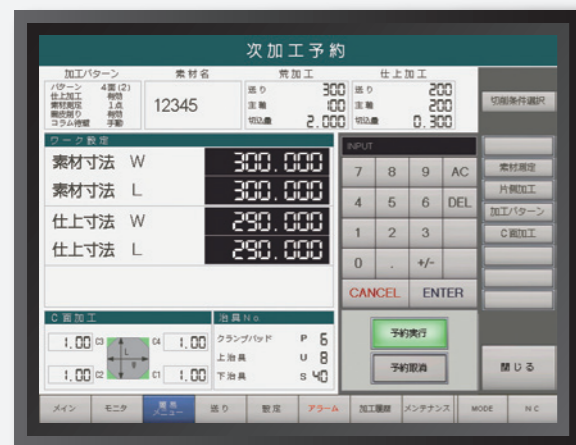 次加工予約
加工パターン
パターン 4面(2)
仕上加工 有効
素材測定 1点
黒皮削り 有効
コラム待避 手動
素材名
12345
荒加工
送り 300
主軸 100
切込量 2.000
仕上加工
送り 200
主軸 200
切込量 0.300
切削条件選択
ワーク設定
素材寸法 W 300.000
素材寸法 L 300.000
仕上寸法 W 290.000
仕上寸法 L 290.000
INPUT
7 8 9 AC
4 5 6 DEL
1 2 3
0 . +/-
CANCEL ENTER
素材測定
片側加工
加工パターン
C面加工
C面加工
1.00 C3 C4 1.00
L
W
1.00 C2 C1 1.00
治具No.
クランプパッド P 6
上治具 U 8
下治具 S 40
予約実行
予約取消
閉じる
メイン
モニタ
簡易
メニュー
送り
設定
アラーム
加工履歴
メンテナンス
MODE
NC